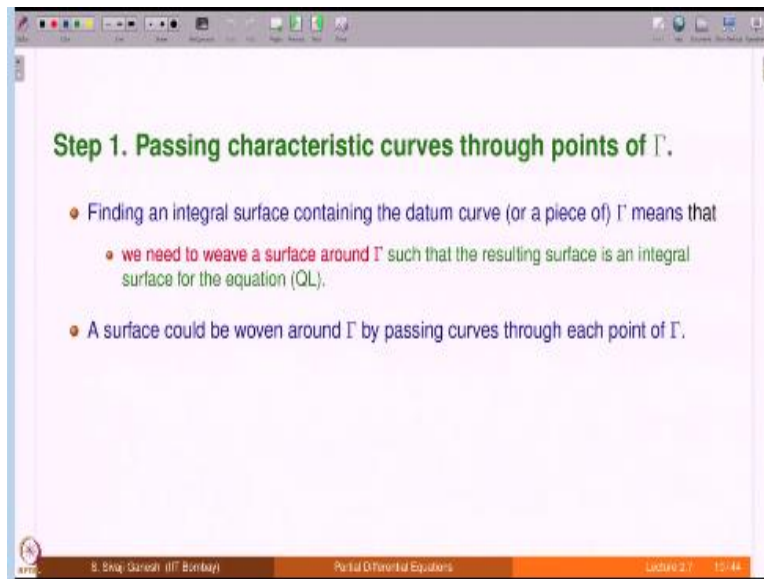 Step 1. Passing characteristic curves through points of Γ.
Finding an integral surface containing the datum curve (or a piece of) Γ means that
we need to weave a surface around Γ such that the resulting surface is an integral
surface for the equation (QL).
A surface could be woven around Γ by passing curves through each point of Γ.
S. Sivaji Ganesh (IIT Bombay) Partial Differential Equations Lecture 2.7